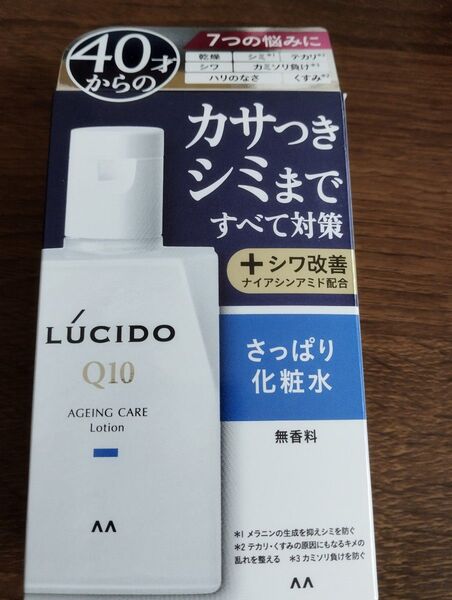 40才
からの
7つの悩みに
乾燥 シミ*1 テカリ*2
シワ カミソリ負け*3
ハリのなさ くすみ*2
カサつき
シミまで
すべて対策
+シワ改善
ナイアシンアミド配合
LÚCIDO
Q10
AGEING CARE
Lotion
さっぱり
化粧水
無香料
*1 メラニンの生成を抑えシミを防ぐ
*2 テカリ・くすみの原因にもなるキメの
乱れを整える *3 カミソリ負けを防ぐ